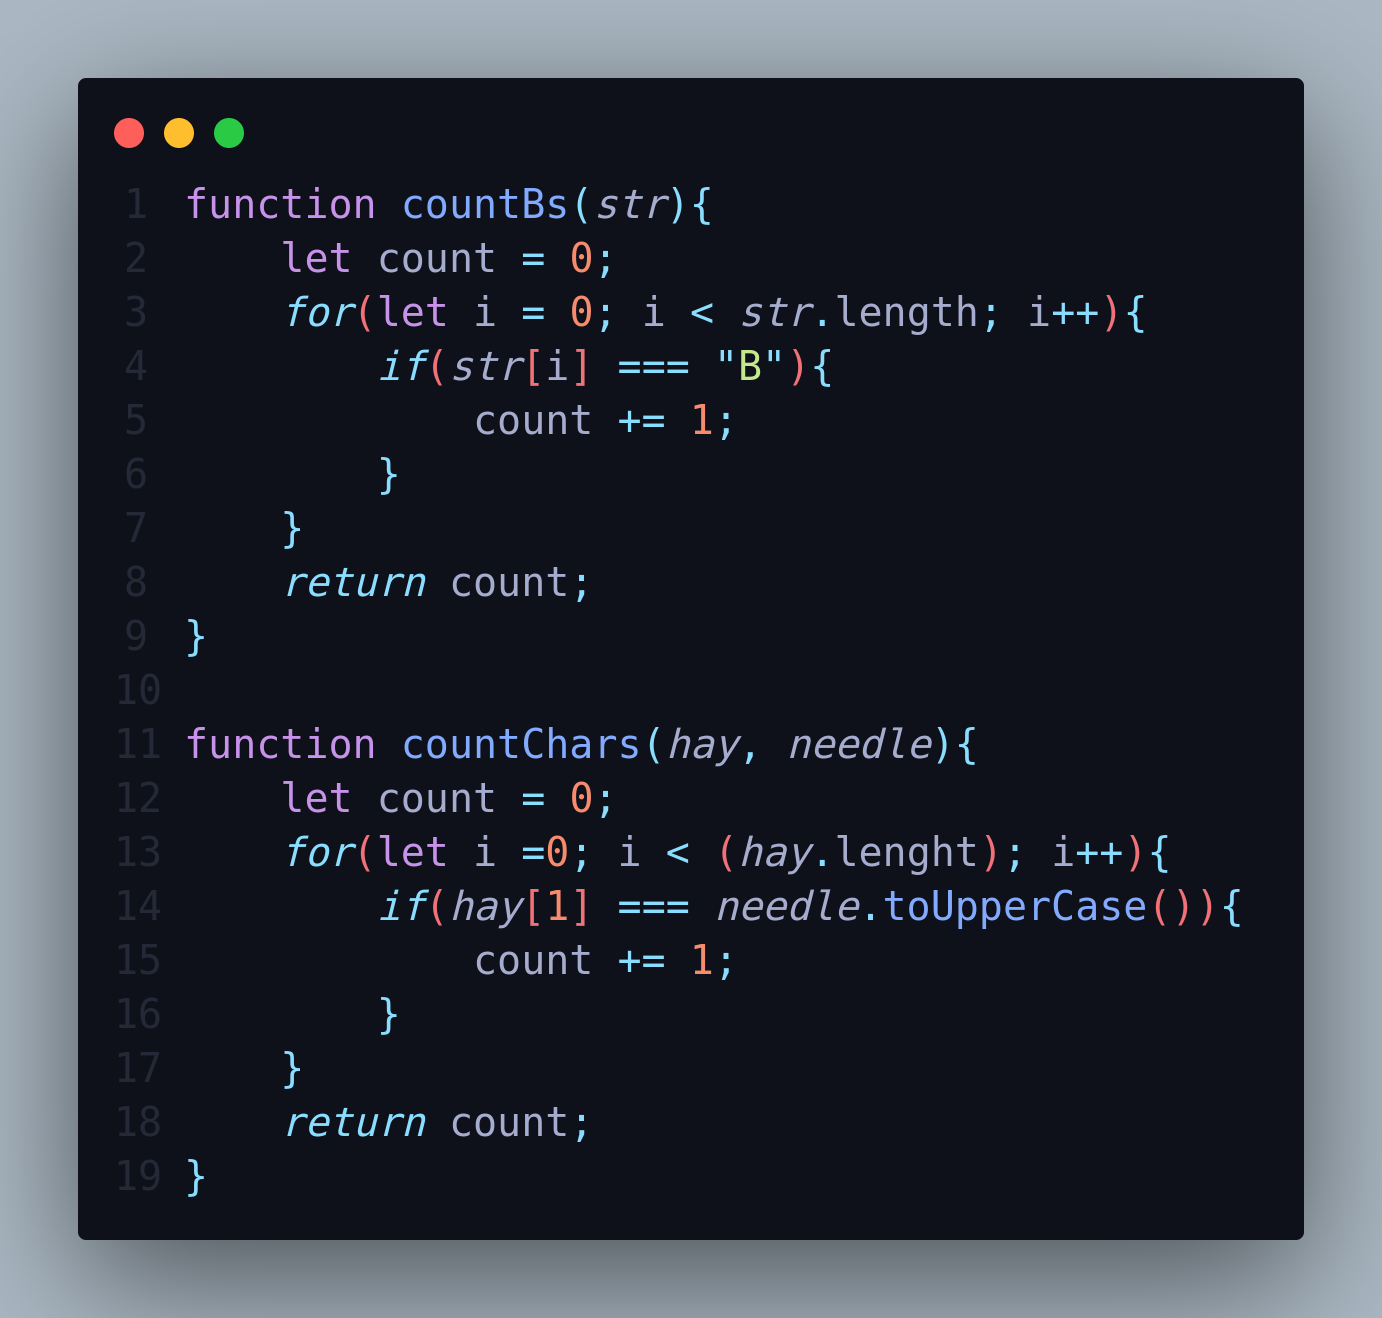 1 function countBs(str){
2     let count = 0;
3     for(let i = 0; i < str.length; i++){
4         if(str[i] === "B"){
5             count += 1;
6         }
7     }
8     return count;
9 }
10
11 function countChars(hay, needle){
12     let count = 0;
13     for(let i =0; i < (hay.lenght); i++){
14         if(hay[1] === needle.toUpperCase()){
15             count += 1;
16         }
17     }
18     return count;
19 }